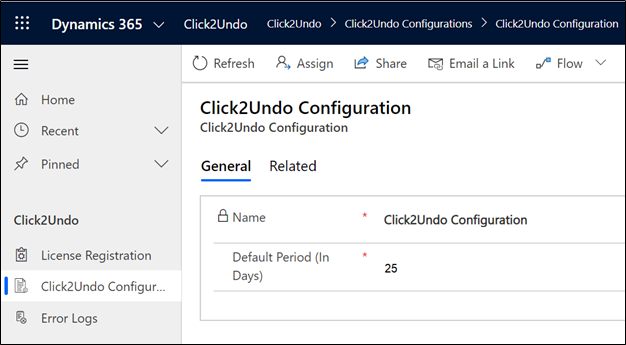 Dynamics 365
Click2Undo
Click2Undo > Click2Undo Configurations > Click2Undo Configuration
Refresh
Assign
Share
Email a Link
Flow
Home
Recent
Pinned
Click2Undo
License Registration
Click2Undo Configur...
Error Logs
Click2Undo Configuration
Click2Undo Configuration
General
Related
Name * Click2Undo Configuration
Default Period (In * 25
Days)